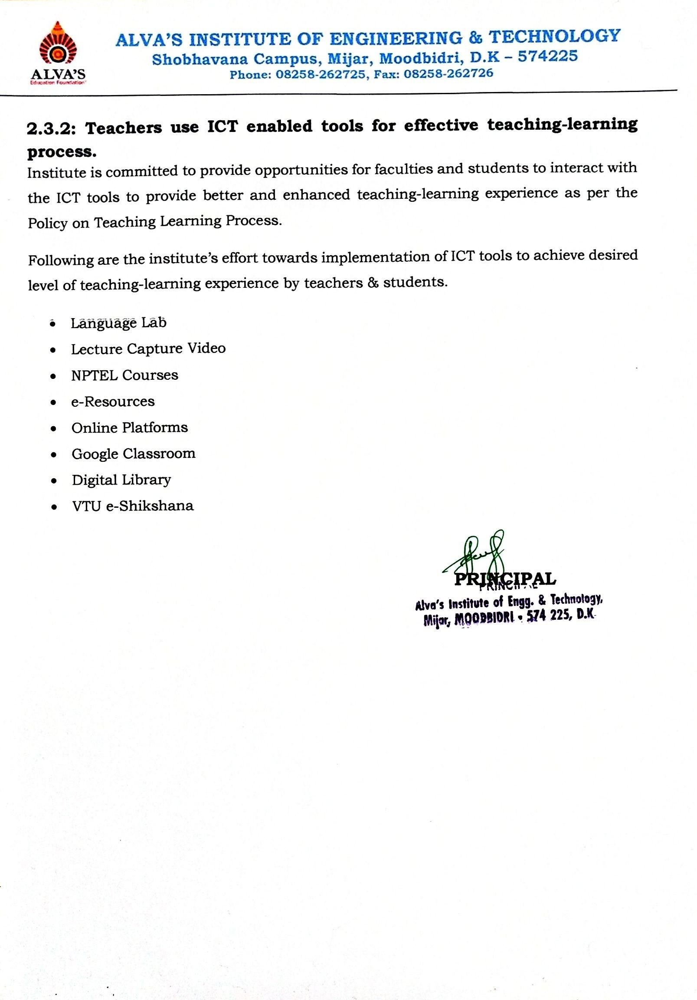 ALVA'S
Education Foundation
ALVA'S INSTITUTE OF ENGINEERING & TECHNOLOGY
Shobhavana Campus, Mijar, Moodbidri, D.K – 574225
Phone: 08258-262725, Fax: 08258-262726
2.3.2: Teachers use ICT enabled tools for effective teaching-learning
process.
Institute is committed to provide opportunities for faculties and students to interact with
the ICT tools to provide better and enhanced teaching-learning experience as per the
Policy on Teaching Learning Process.
Following are the institute's effort towards implementation of ICT tools to achieve desired
level of teaching-learning experience by teachers & students.
• Language Lab
• Lecture Capture Video
• NPTEL Courses
• e-Resources
• Online Platforms
• Google Classroom
• Digital Library
• VTU e-Shikshana
PRINCIPAL
Alva's Institute of Engg. & Technology,
Mijar, MOODBIDRI - 574 225, D.K